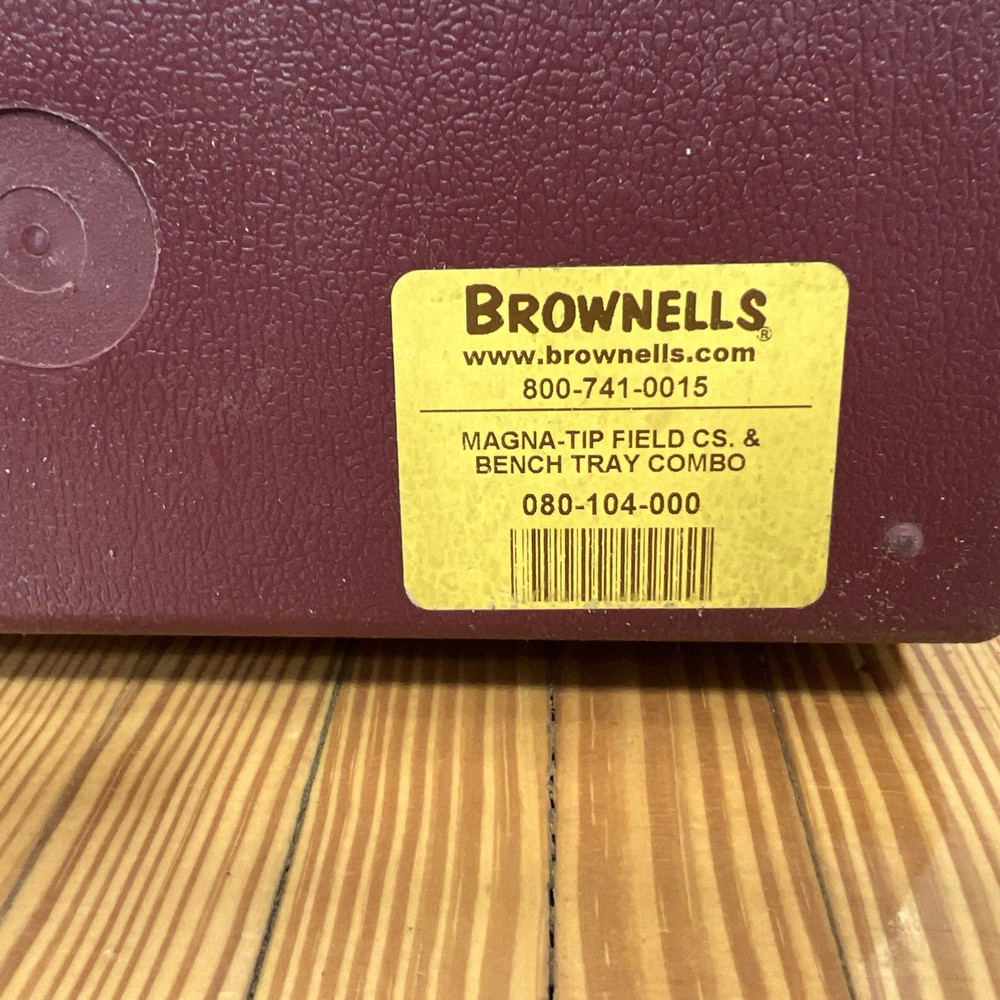 BROWNELLS®
www.brownells.com
800-741-0015
MAGNA-TIP FIELD CS. &
BENCH TRAY COMBO
080-104-000